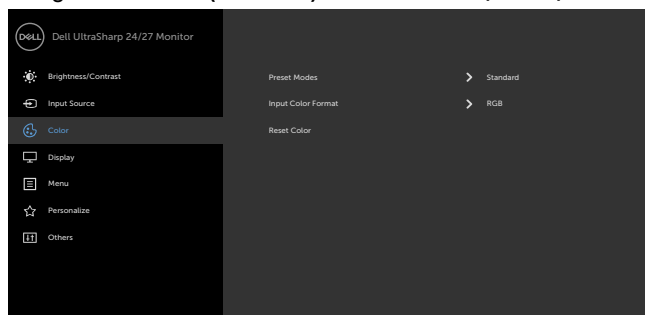 DELL Dell UltraSharp 24/27 Monitor
Brightness/Contrast
Preset Modes Standard
Input Source
Input Color Format RGB
Color
Reset Color
Display
Menu
Personalize
Others